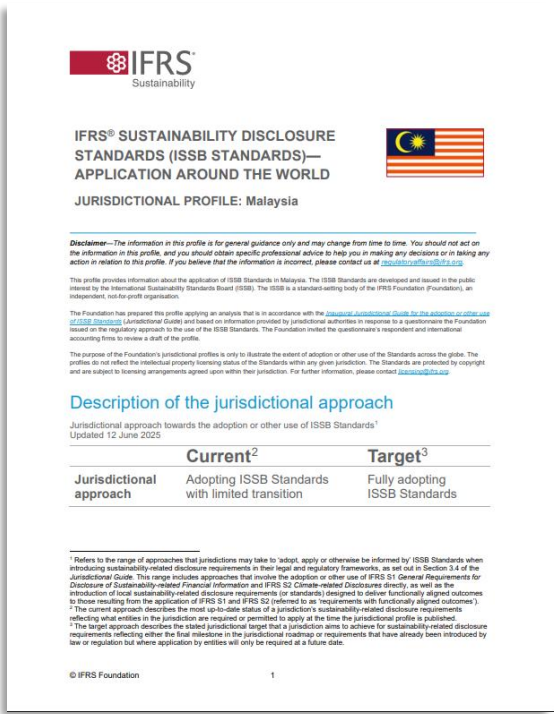 IFRS®
Sustainability
IFRS® SUSTAINABILITY DISCLOSURE
STANDARDS (ISSB STANDARDS)—
APPLICATION AROUND THE WORLD
JURISDICTIONAL PROFILE: Malaysia
Disclaimer—The information in this profile is for general guidance only and may change from time to time. You should not act on
the information in this profile, and you should obtain specific professional advice to help you in making any decisions or in taking any
action in relation to this profile. If you believe that the information is incorrect, please contact us at regulatoryaffairs@ifrs.org.
This profile provides information about the application of ISSB Standards in Malaysia. The ISSB Standards are developed and issued in the public
interest by the International Sustainability Standards Board (ISSB). The ISSB is a standard-setting body of the IFRS Foundation (Foundation), an
independent, not-for-profit organisation.
The Foundation has prepared this profile applying an analysis that is in accordance with the Inaugural Jurisdictional Guide for the adoption or other use
of ISSB Standards (Jurisdictional Guide) and based on information provided by jurisdictional authorities in response to a questionnaire the Foundation
issued on the regulatory approach to the use of the ISSB Standards. The Foundation invited the questionnaire's respondent and international
accounting firms to review a draft of the profile.
The purpose of the Foundation's jurisdictional profiles is only to illustrate the extent of adoption or other use of the Standards across the globe. The
profiles do not reflect the intellectual property licensing status of the Standards within any given jurisdiction. The Standards are protected by copyright
and are subject to licensing arrangements agreed upon within their jurisdiction. For further information, please contact licensing@ifrs.org.
Description of the jurisdictional approach
Jurisdictional approach towards the adoption or other use of ISSB Standards¹
Updated 12 June 2025
Current² Target³
Jurisdictional Adopting ISSB Standards Fully adopting
approach with limited transition ISSB Standards
¹ Refers to the range of approaches that jurisdictions may take to 'adopt, apply or otherwise be informed by' ISSB Standards when
introducing sustainability-related disclosure requirements in their legal and regulatory frameworks, as set out in Section 3.4 of the
Jurisdictional Guide. This range includes approaches that involve the adoption or other use of IFRS S1 General Requirements for
Disclosure of Sustainability-related Financial Information and IFRS S2 Climate-related Disclosures directly, as well as the
introduction of local sustainability-related disclosure requirements (or standards) designed to deliver functionally aligned outcomes
to those resulting from the application of IFRS S1 and IFRS S2 (referred to as 'requirements with functionally aligned outcomes').
² The current approach describes the most up-to-date status of a jurisdiction's sustainability-related disclosure requirements
reflecting what entities in the jurisdiction are required or permitted to apply at the time the jurisdictional profile is published.
³ The target approach describes the stated jurisdictional target that a jurisdiction aims to achieve for sustainability-related disclosure
requirements reflecting either the final milestone in the jurisdictional roadmap or requirements that have already been introduced by
law or regulation but where application by entities will only be required at a future date.
© IFRS Foundation 1